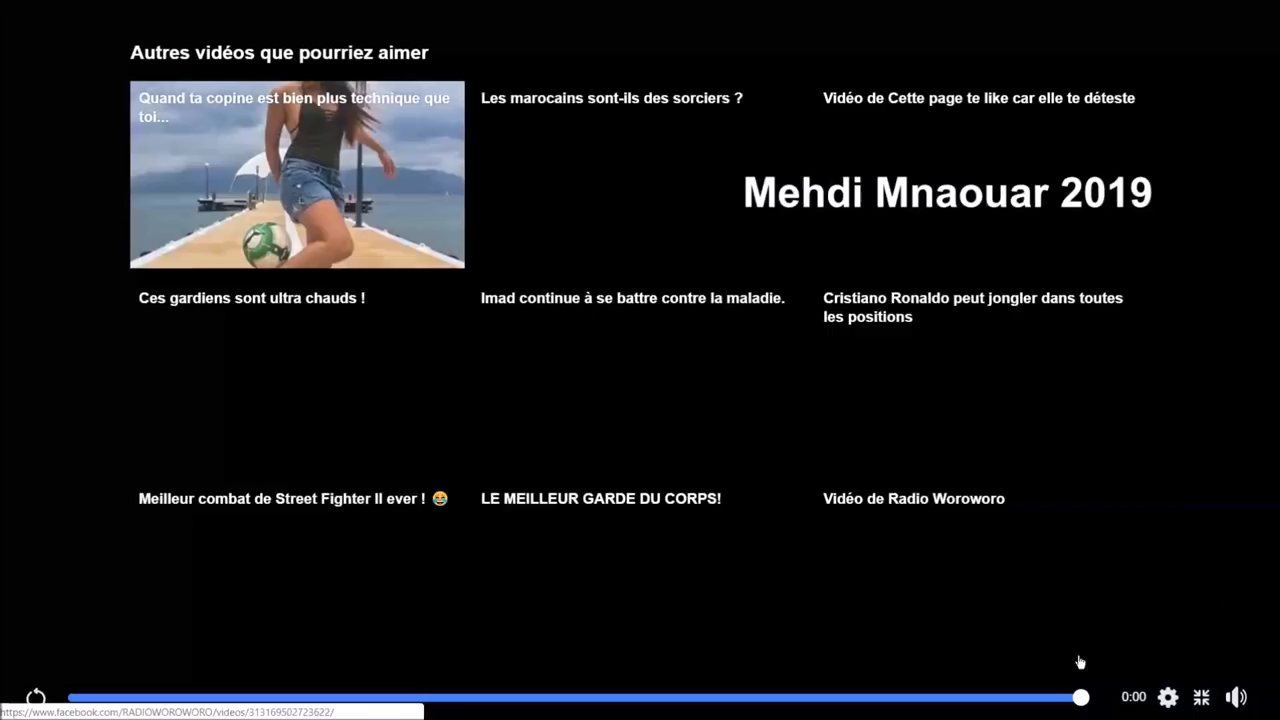 Autres vidéos que pourriez aimer
Quand ta copine est bien plus technique que
toi...
Les marocains sont-ils des sorciers ?
Vidéo de Cette page te like car elle te déteste
Mehdi Mnaouar 2019
Ces gardiens sont ultra chauds !
Imad continue à se battre contre la maladie.
Cristiano Ronaldo peut jongler dans toutes
les positions
Meilleur combat de Street Fighter II ever ! 😂
LE MEILLEUR GARDE DU CORPS!
Vidéo de Radio Woroworo
0:00
https://www.facebook.com/RADIOWOROWORO/videos/313169502723622/